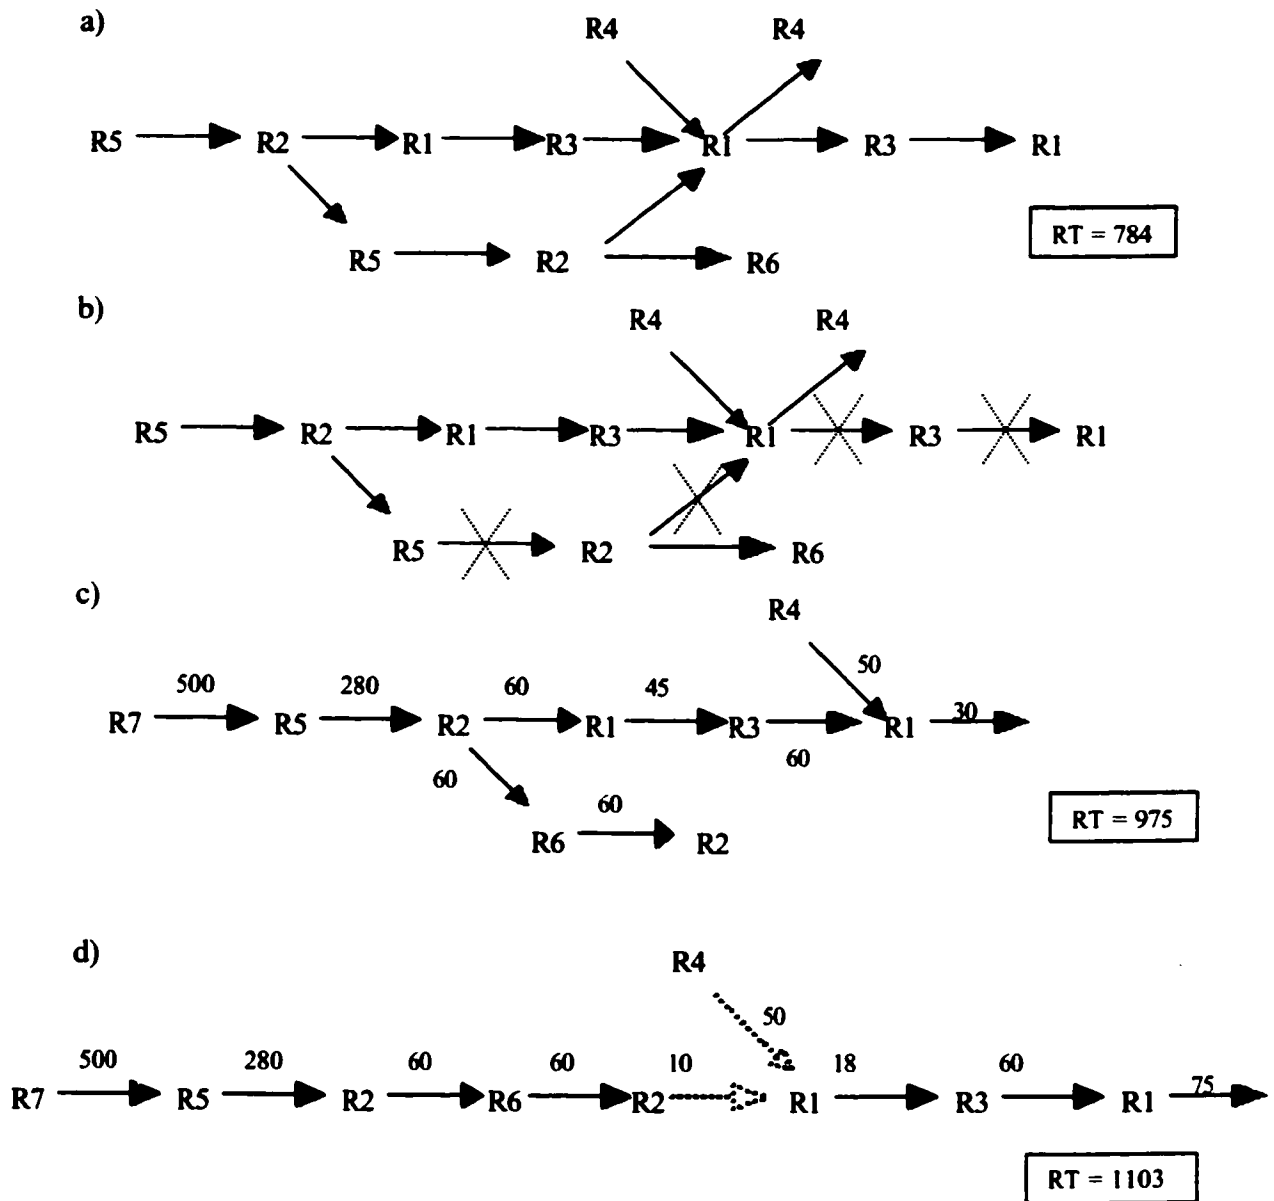 a)
R4 R4
R5 R2 R1 R3 R1 R3 R1
RT = 784
R5 R2 R6
b)
R4 R4
R5 R2 R1 R3 R1 R3 R1
R5 R2 R6
c)
R4
500 280 60 45 50
R7 R5 R2 R1 R3 R1 30
60 60
60
R6 R2
RT = 975
d)
R4
50
500 280 60 60 10 18 60
R7 R5 R2 R6 R2 R1 R3 R1 75
RT = 1103